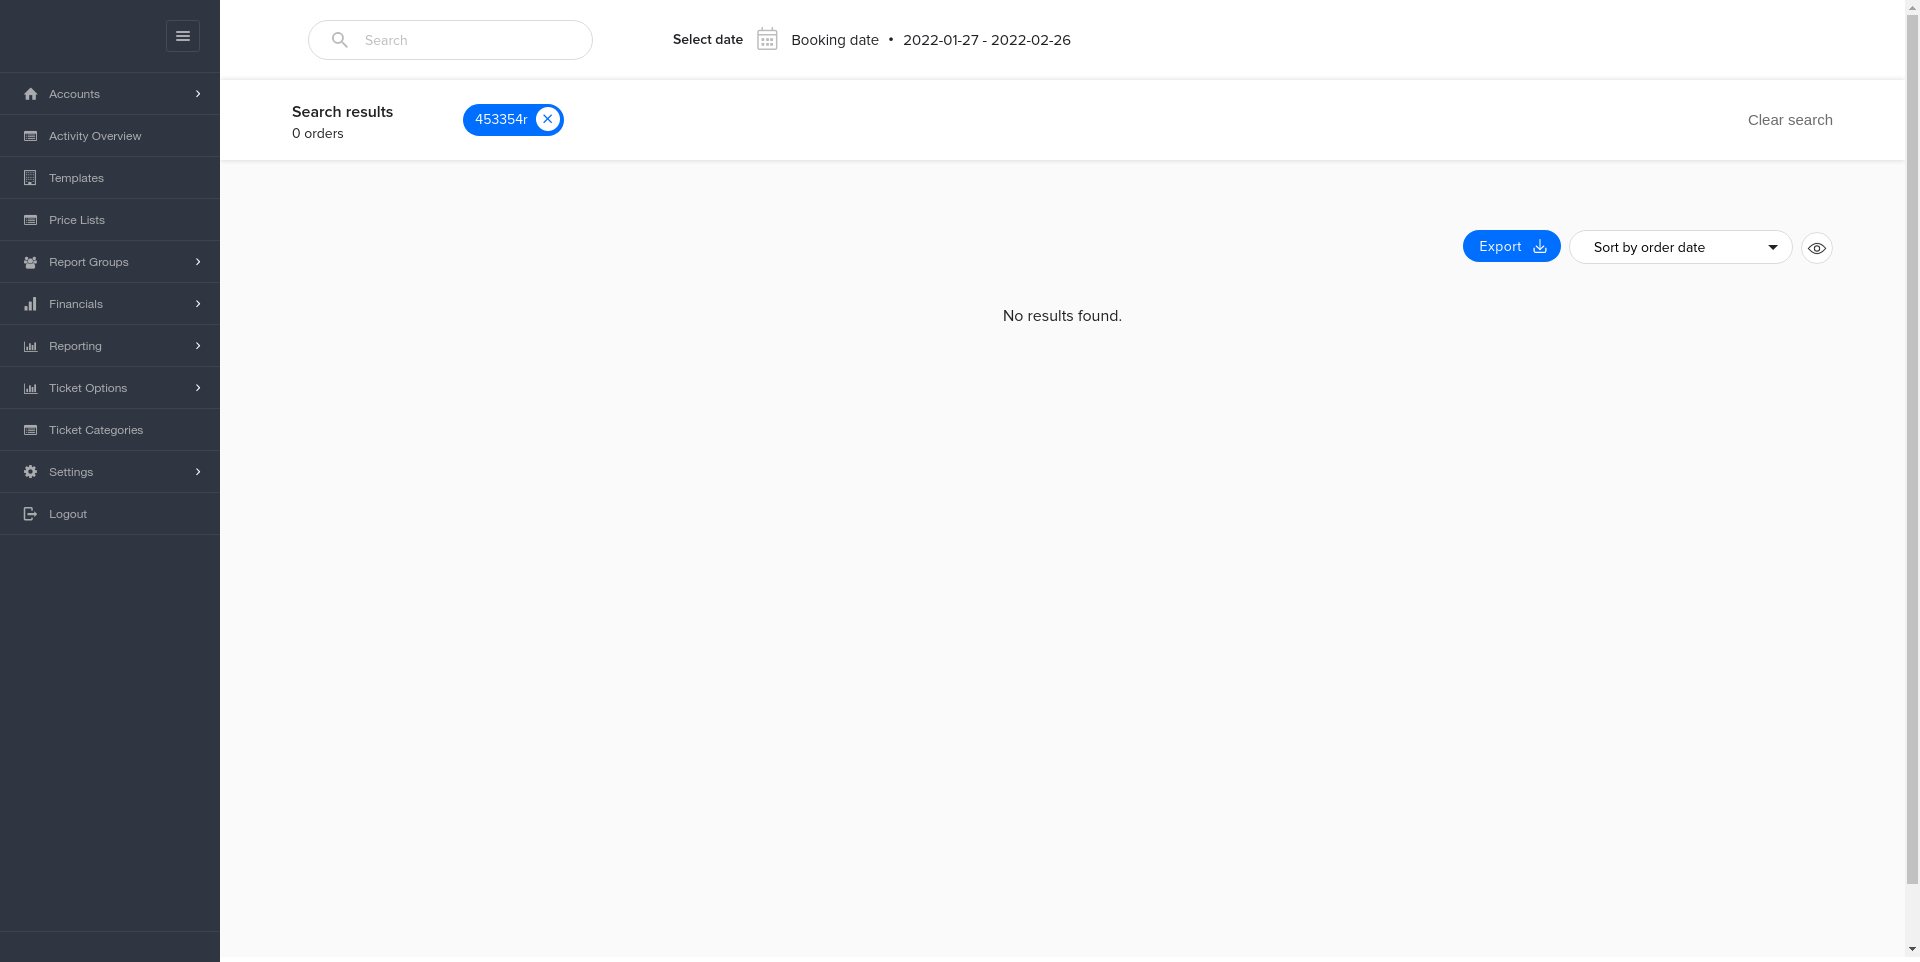 Search
Select date
Booking date • 2022-01-27 - 2022-02-26
Accounts
Activity Overview
Templates
Price Lists
Report Groups
Financials
Reporting
Ticket Options
Ticket Categories
Settings
Logout
Search results
0 orders
453354r
Clear search
Export
Sort by order date
No results found.